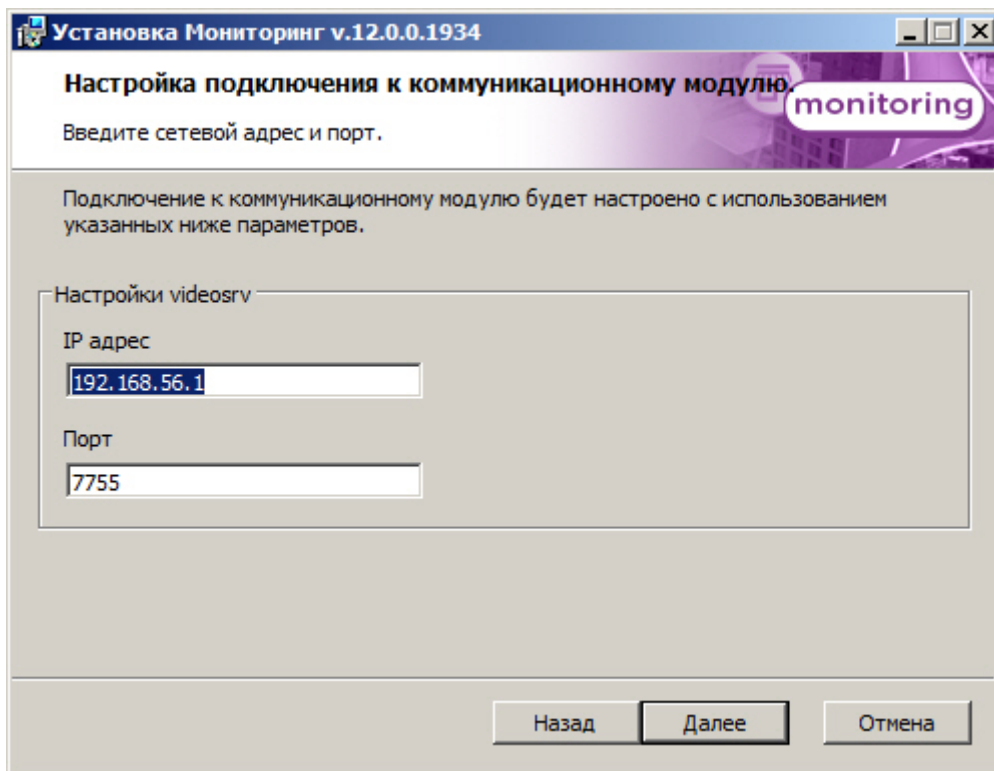 Установка Мониторинг v.12.0.0.1934
Настройка подключения к коммуникационному модулю.
monitoring
Введите сетевой адрес и порт.
Подключение к коммуникационному модулю будет настроено с использованием
указанных ниже параметров.
Настройки videosrv
IP адрес
192.168.56.1
Порт
7755
Назад
Далее
Отмена